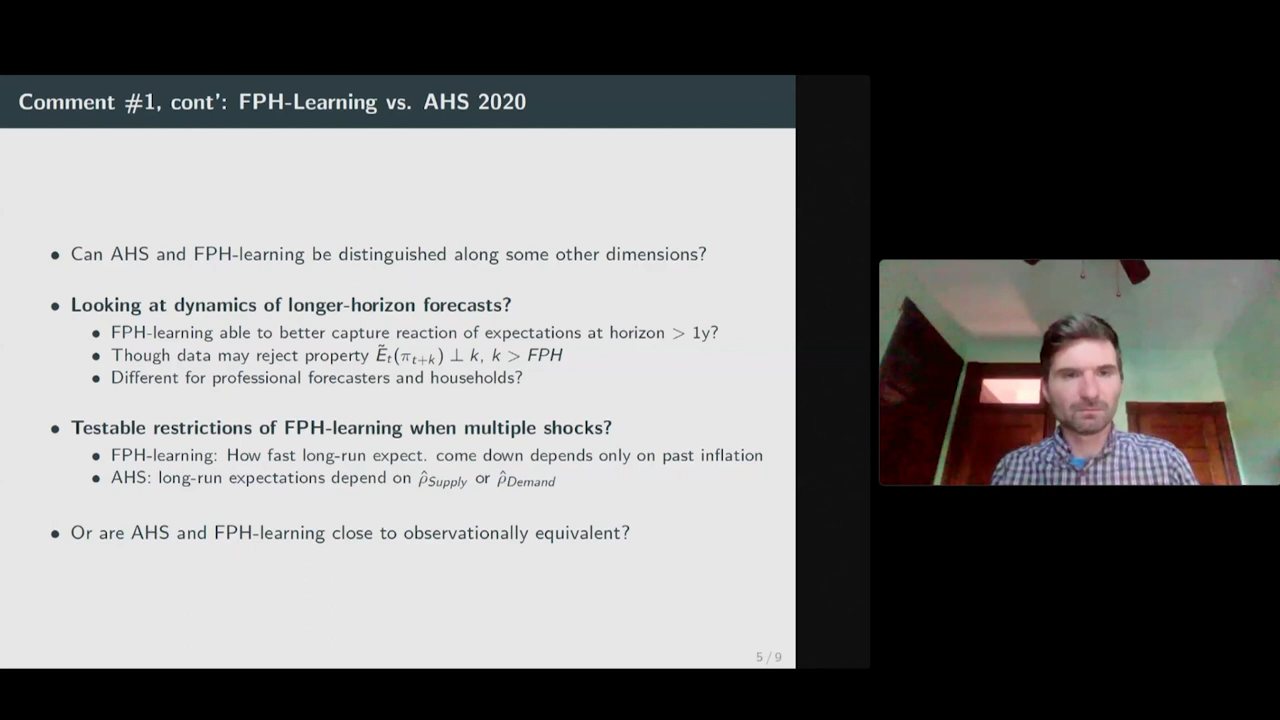 Comment #1, cont': FPH-Learning vs. AHS 2020
• Can AHS and FPH-learning be distinguished along some other dimensions?
• Looking at dynamics of longer-horizon forecasts?
• FPH-learning able to better capture reaction of expectations at horizon > 1y?
• Though data may reject property Ẽ_t(π_{t+k}) ⊥ k, k > FPH
• Different for professional forecasters and households?
• Testable restrictions of FPH-learning when multiple shocks?
• FPH-learning: How fast long-run expect. come down depends only on past inflation
• AHS: long-run expectations depend on ρ̂_{Supply} or ρ̂_{Demand}
• Or are AHS and FPH-learning close to observationally equivalent?
5 / 9